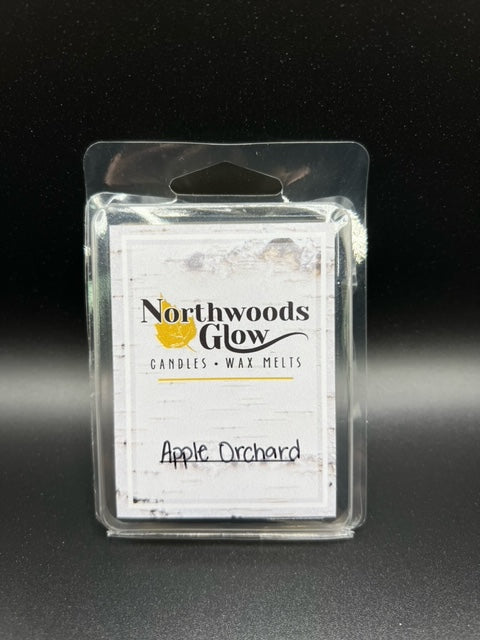 Northwoods
Glow
CANDLES • WAX MELTS
Apple Orchard